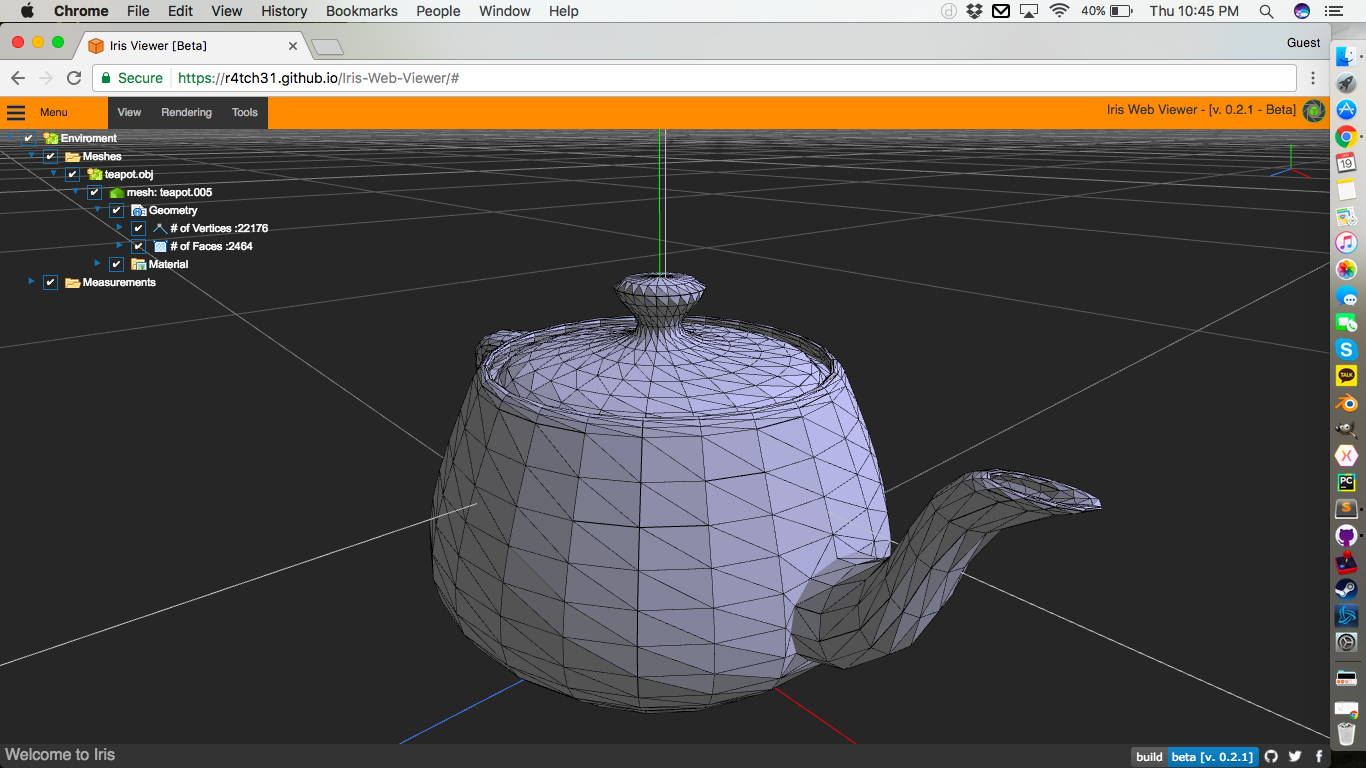 Chrome File Edit View History Bookmarks People Window Help 40% Thu 10:45 PM
Iris Viewer [Beta] Guest
Secure https://r4tch31.github.io/Iris-Web-Viewer/#
Menu View Rendering Tools Iris Web Viewer - [v. 0.2.1 - Beta]
Enviroment
Meshes
teapot.obj
mesh: teapot.005
Geometry
# of Vertices :22176
# of Faces :2464
Material
Measurements
19
TALK
PC
Welcome to Iris build beta [v. 0.2.1]